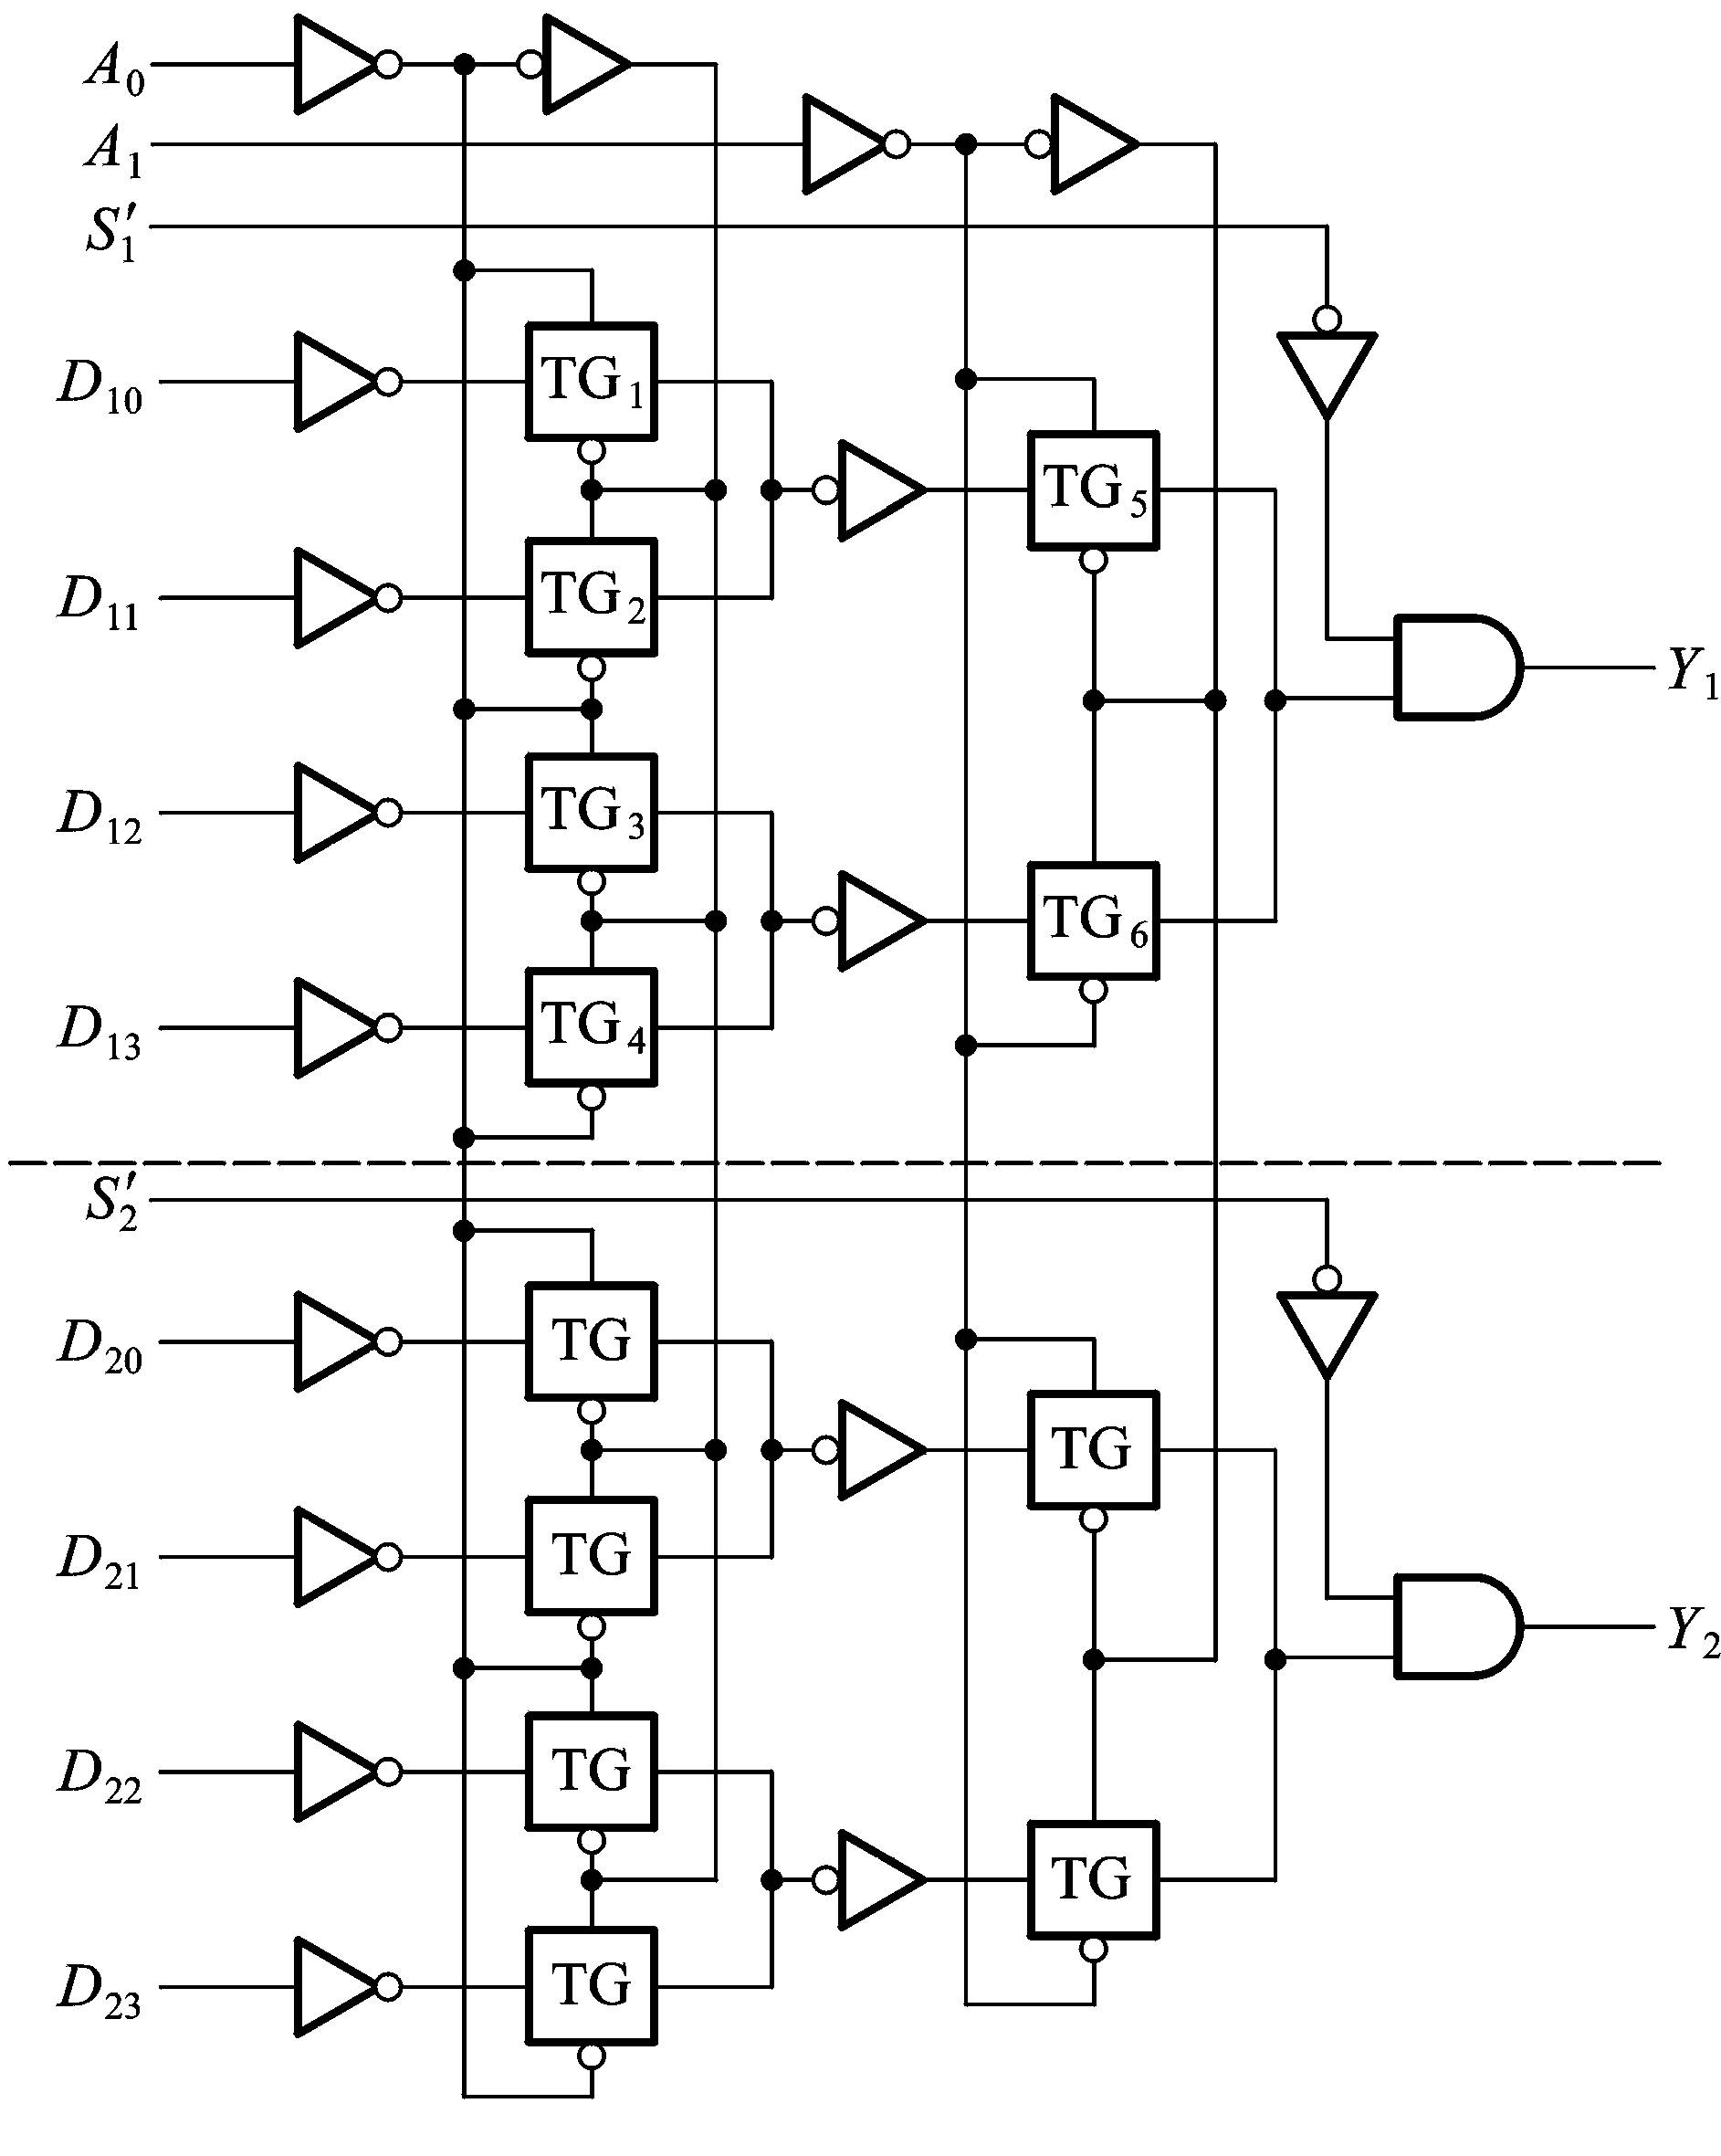 A₀
A₁
S′₁
D₁₀ TG₁
TG₅
D₁₁ TG₂
Y₁
D₁₂ TG₃
TG₆
D₁₃ TG₄
S′₂
D₂₀ TG
TG
D₂₁ TG
Y₂
D₂₂ TG
TG
D₂₃ TG